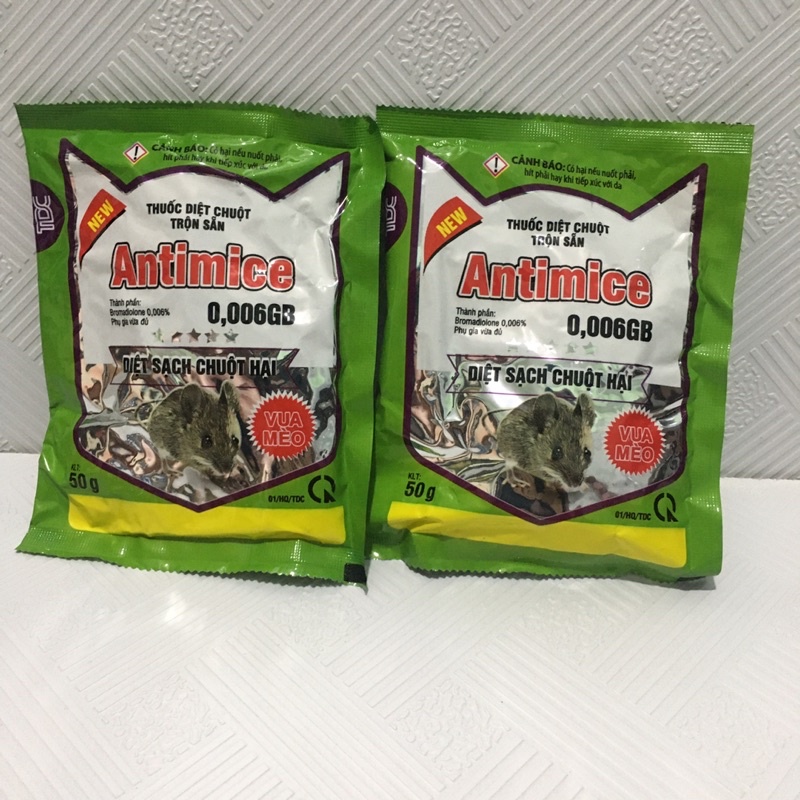 CẢNH BÁO: Có hại nếu nuốt phải,
hít phải hay khi tiếp xúc với da
TDC
NEW
THUỐC DIỆT CHUỘT
TRỘN SẴN
Antimice
Thành phần:
Bromadiolone 0,006%
Phụ gia vừa đủ
0,006GB
DIỆT SẠCH CHUỘT HẠI
VUA
MÈO
KLT:
50 g
01/HQ/TDC
CẢNH BÁO: Có hại nếu nuốt phải,
hít phải hay khi tiếp xúc với da
NEW
THUỐC DIỆT CHUỘT
TRỘN SẴN
Antimice
Thành phần:
Bromadiolone 0,006%
Phụ gia vừa đủ
0,006GB
DIỆT SẠCH CHUỘT HẠI
VUA
MÈO
KLT:
50 g
01/HQ/TDC